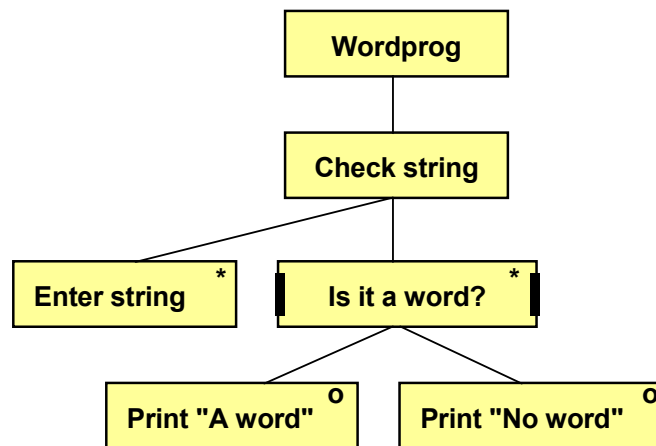 Wordprog
Check string
Enter string *
Is it a word? *
Print "A word" o
Print "No word" o